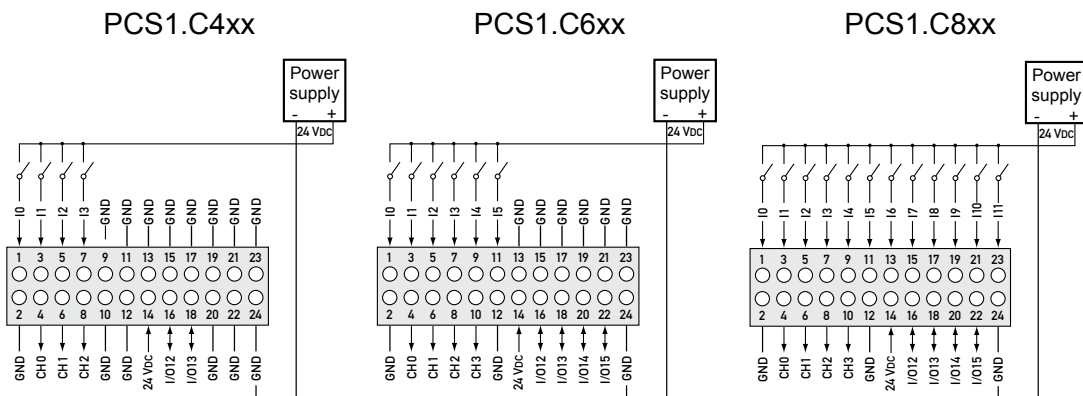 PCS1.C4xx
PCS1.C6xx
PCS1.C8xx
Power
supply
- +
24 VDC
Power
supply
- +
24 VDC
Power
supply
- +
24 VDC
I0 I1 I2 I3 GND GND GND GND GND GND GND GND
1 3 5 7 9 11 13 15 17 19 21 23
2 4 6 8 10 12 14 16 18 20 22 24
GND CH0 CH1 CH2 GND GND 24 VDC I/O12 I/O13 GND GND GND
I0 I1 I2 I3 I4 I5 GND GND GND GND GND GND
1 3 5 7 9 11 13 15 17 19 21 23
2 4 6 8 10 12 14 16 18 20 22 24
GND CH0 CH1 CH2 CH3 GND 24 VDC I/O12 I/O13 I/O14 I/O15 GND
I0 I1 I2 I3 I4 I5 I6 I7 I8 I9 I10 I11
1 3 5 7 9 11 13 15 17 19 21 23
2 4 6 8 10 12 14 16 18 20 22 24
GND CH0 CH1 CH2 CH3 GND 24 VDC I/O12 I/O13 I/O14 I/O15 GND